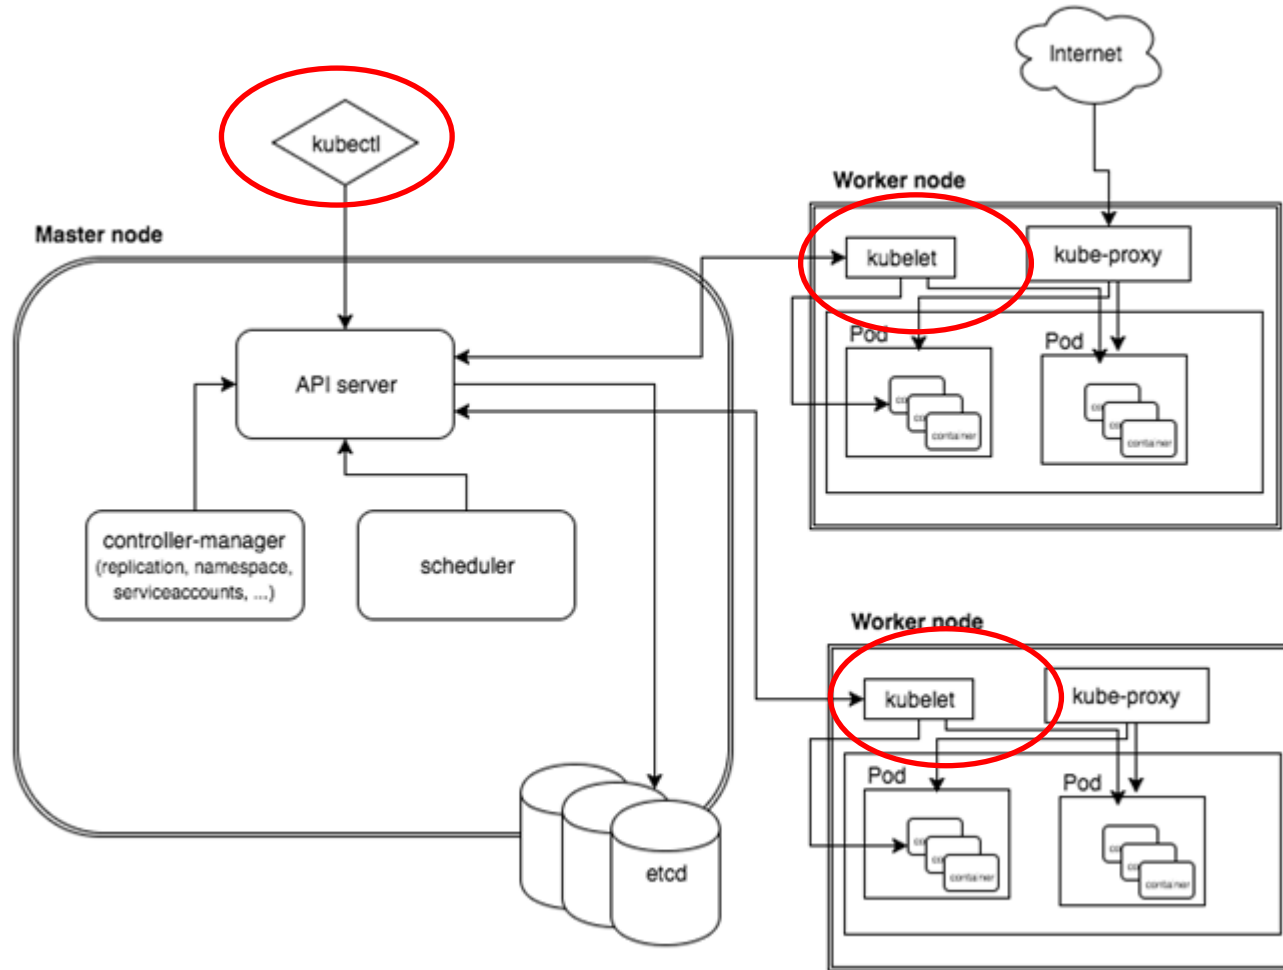 Internet
kubectl
Worker node
Master node
kubelet
kube-proxy
Pod
Pod
API server
container
container
controller-manager
(replication, namespace,
serviceaccounts, ...)
scheduler
Worker node
kubelet
kube-proxy
Pod
Pod
etcd
container
container